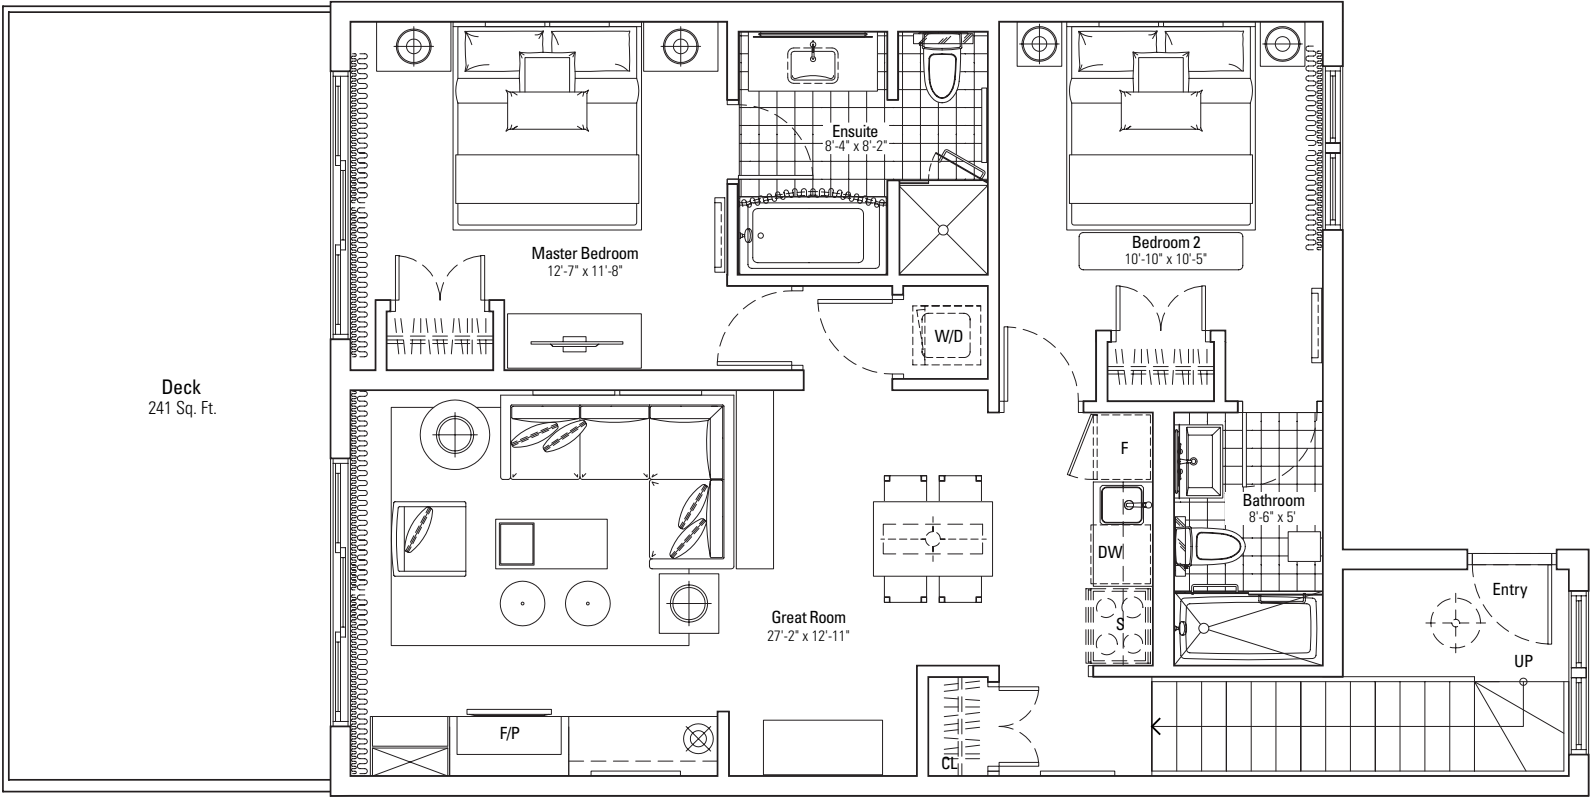 Ensuite
8'-4" x 8'-2"
Master Bedroom
12'-7" x 11'-8"
Bedroom 2
10'-10" x 10'-5"
W/D
Deck
241 Sq. Ft.
F
Bathroom
8'-6" x 5'
DW
Entry
Great Room
27'-2" x 12'-11"
S
UP
F/P
CL